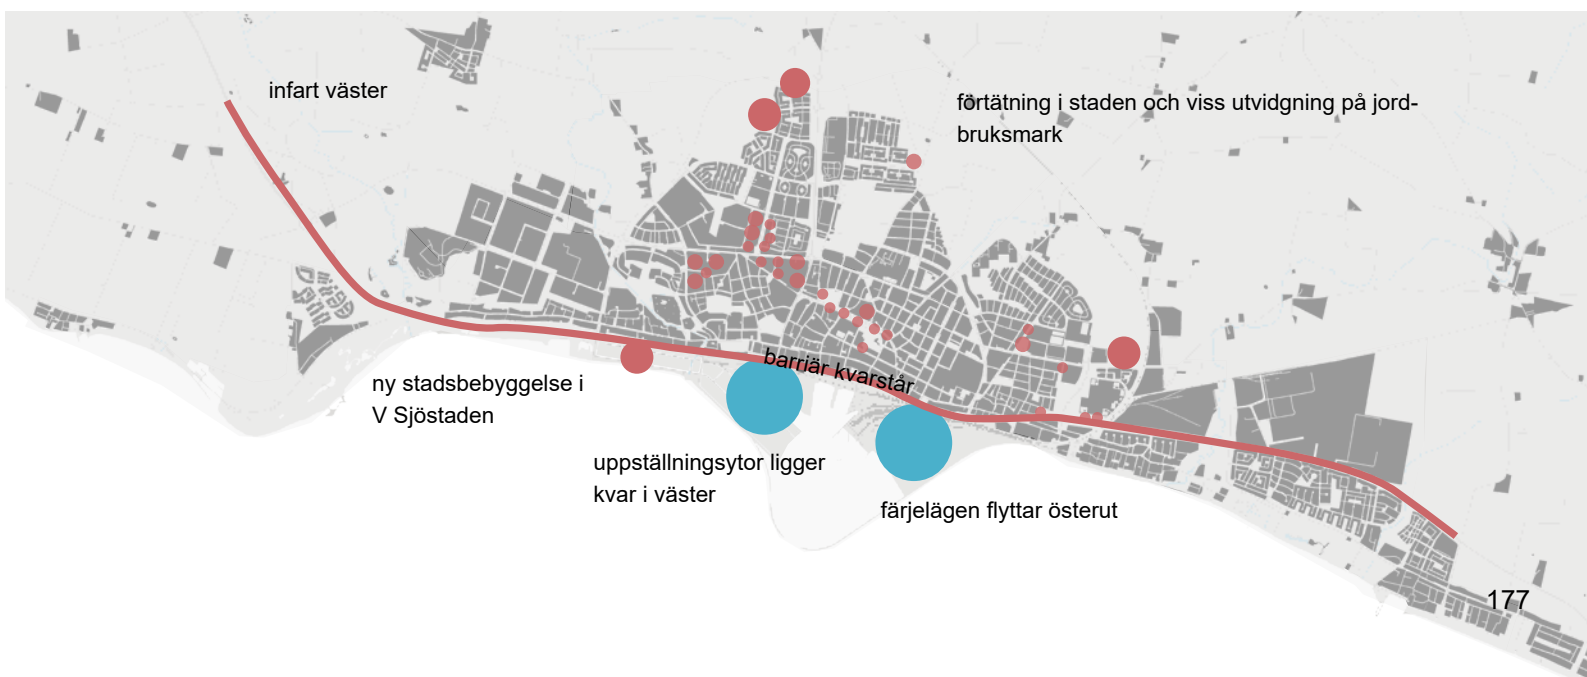 infart väster
förtätning i staden och viss utvidgning på jord-
bruksmark
barriär kvarstår
ny stadsbebyggelse i
V Sjöstaden
uppställningsytor ligger
kvar i väster
färjelägen flyttar österut
177